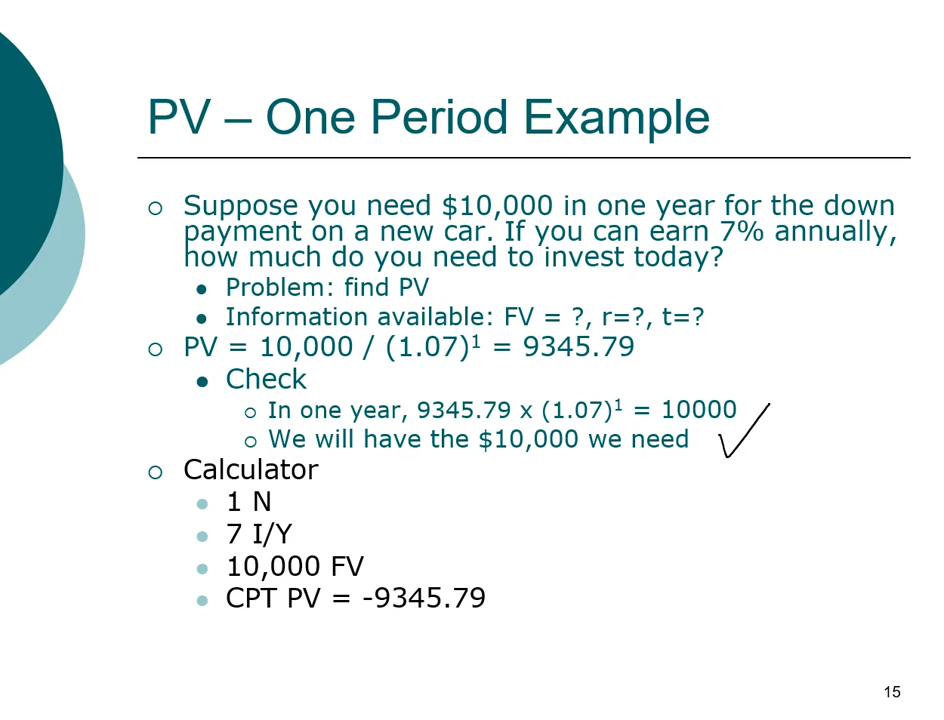 PV – One Period Example
Suppose you need $10,000 in one year for the down
payment on a new car. If you can earn 7% annually,
how much do you need to invest today?
Problem: find PV
Information available: FV = ?, r=?, t=?
PV = 10,000 / (1.07)¹ = 9345.79
Check
In one year, 9345.79 x (1.07)¹ = 10000
We will have the $10,000 we need
Calculator
1 N
7 I/Y
10,000 FV
CPT PV = -9345.79
15